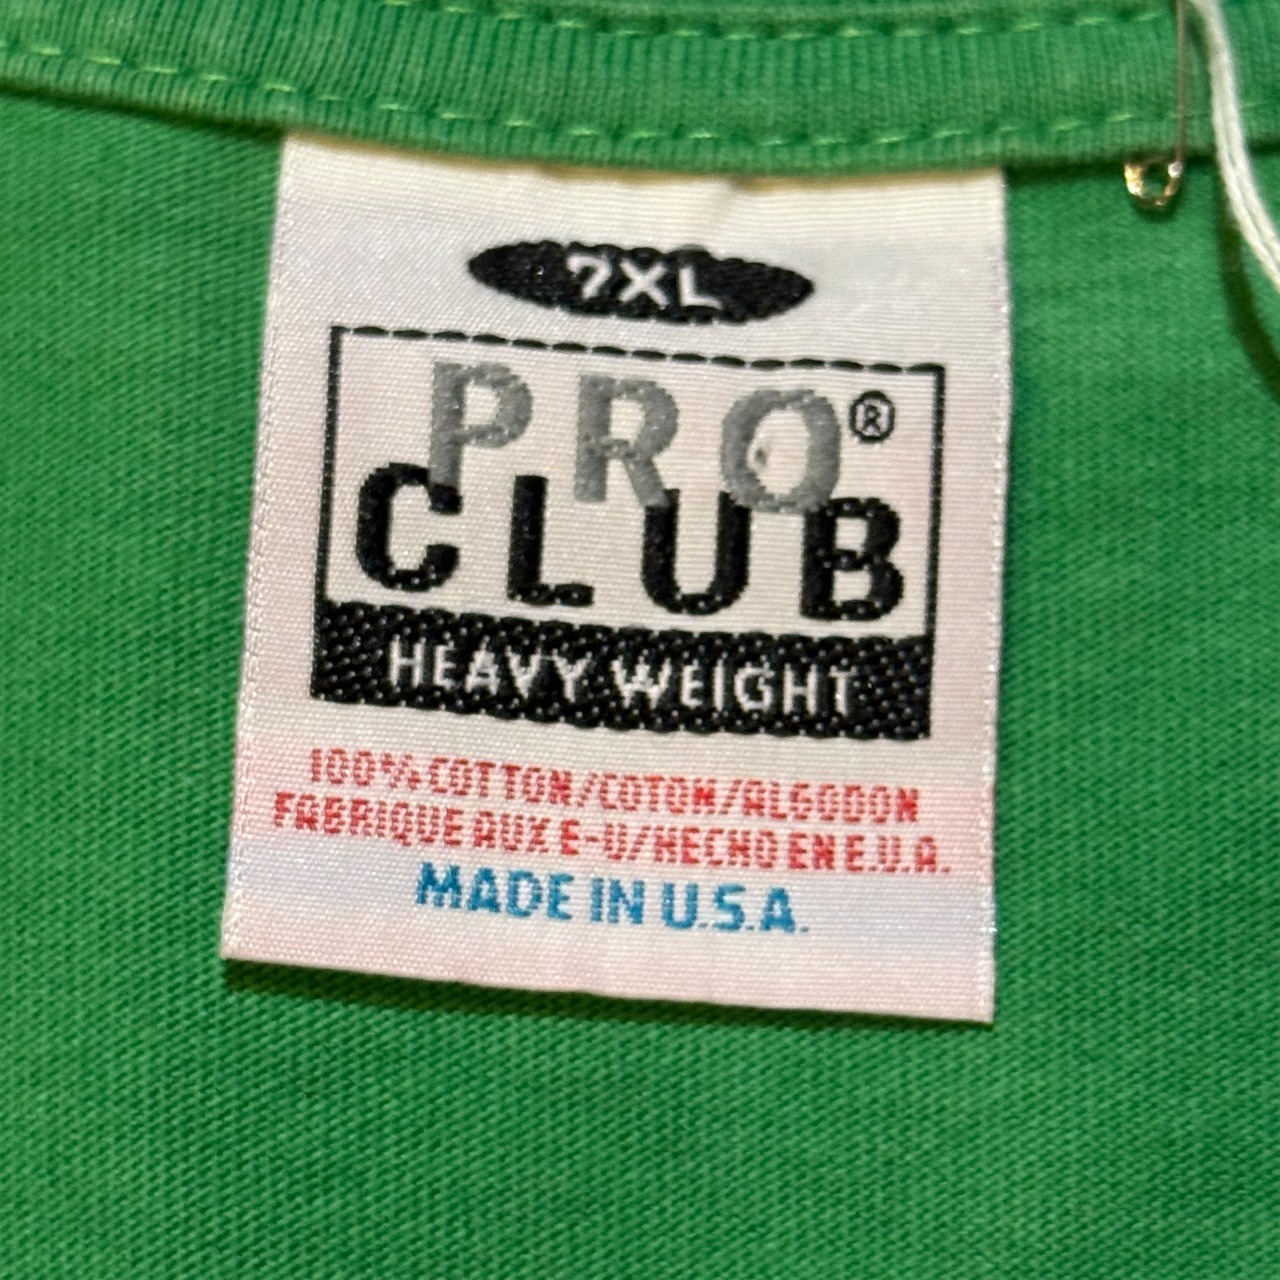 7XL
PRO®
CLUB
HEAVY WEIGHT
100% COTTON/COTON/ALGODON
FABRIQUE AUX E-U/HECHO EN E.U.A.
MADE IN U.S.A.